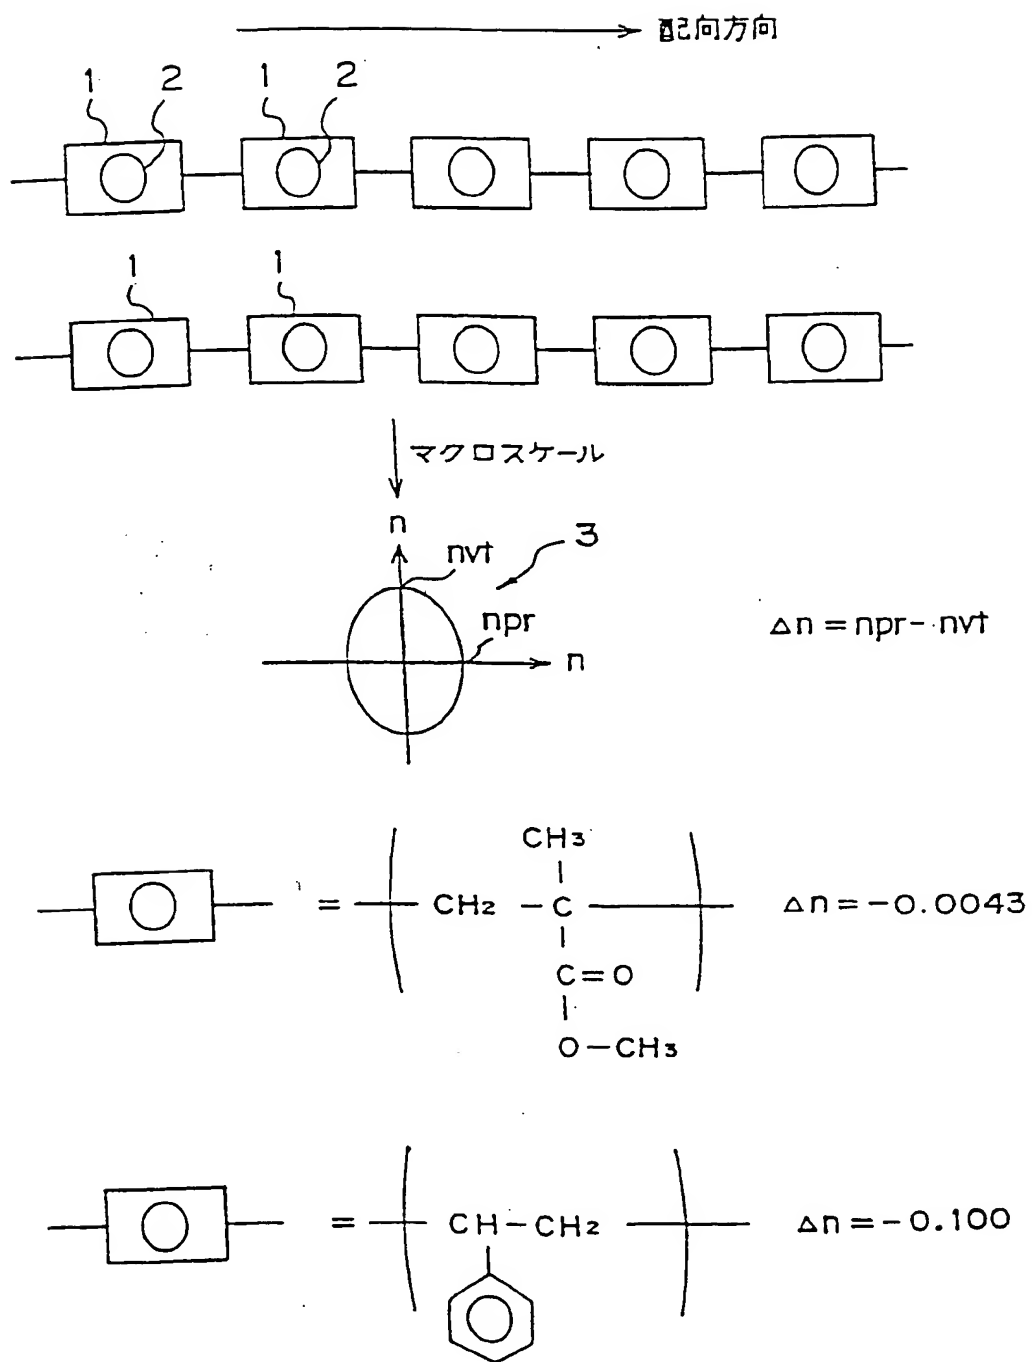 配向方向
1 2 1 2
1 1
マクロスケール
n
nvt
3
npr
n
Δn = npr - nvt
CH3
= CH2 - C Δn = -0.0043
C = O
O - CH3
= CH - CH2 Δn = -0.100